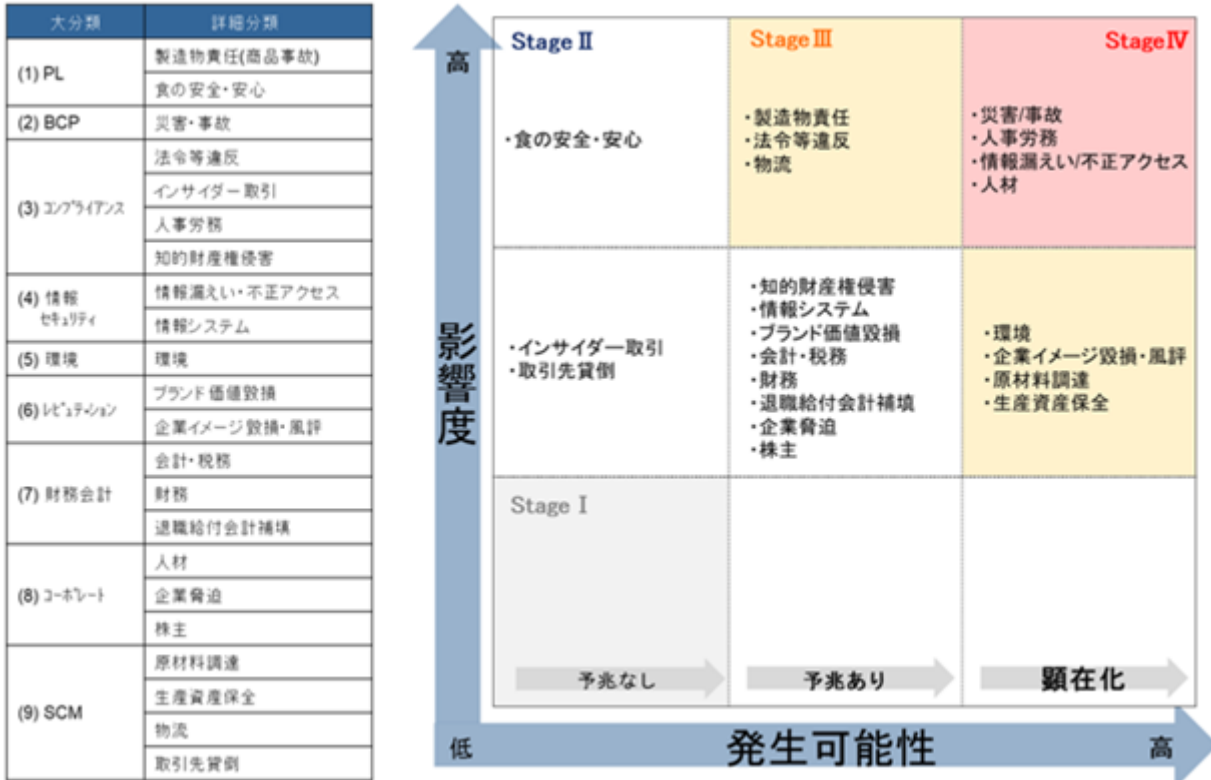 大分類 詳細分類
(1) PL
製造物責任(商品事故)
食の安全・安心
(2) BCP 災害・事故
(3) ｺﾝﾌﾟﾗｲｱﾝｽ
法令等違反
インサイダー取引
人事労務
知的財産権侵害
(4) 情報
ｾｷｭﾘﾃｨ
情報漏えい・不正アクセス
情報システム
(5) 環境 環境
(6) ﾚﾋﾟｭﾃｰｼｮﾝ
ブランド価値毀損
企業イメージ毀損・風評
(7) 財務会計
会計・税務
財務
退職給付会計補填
(8) ｺｰﾎﾟﾚｰﾄ
人材
企業脅迫
株主
(9) SCM
原材料調達
生産資産保全
物流
取引先貸倒
高
影響度
低
Stage Ⅱ
・食の安全・安心
Stage Ⅲ
・製造物責任
・法令等違反
・物流
Stage Ⅳ
・災害/事故
・人事労務
・情報漏えい/不正アクセス
・人材
・インサイダー取引
・取引先貸倒
・知的財産権侵害
・情報システム
・ブランド価値毀損
・会計・税務
・財務
・退職給付会計補填
・企業脅迫
・株主
・環境
・企業イメージ毀損・風評
・原材料調達
・生産資産保全
Stage Ⅰ
予兆なし
予兆あり
顕在化
発生可能性
高